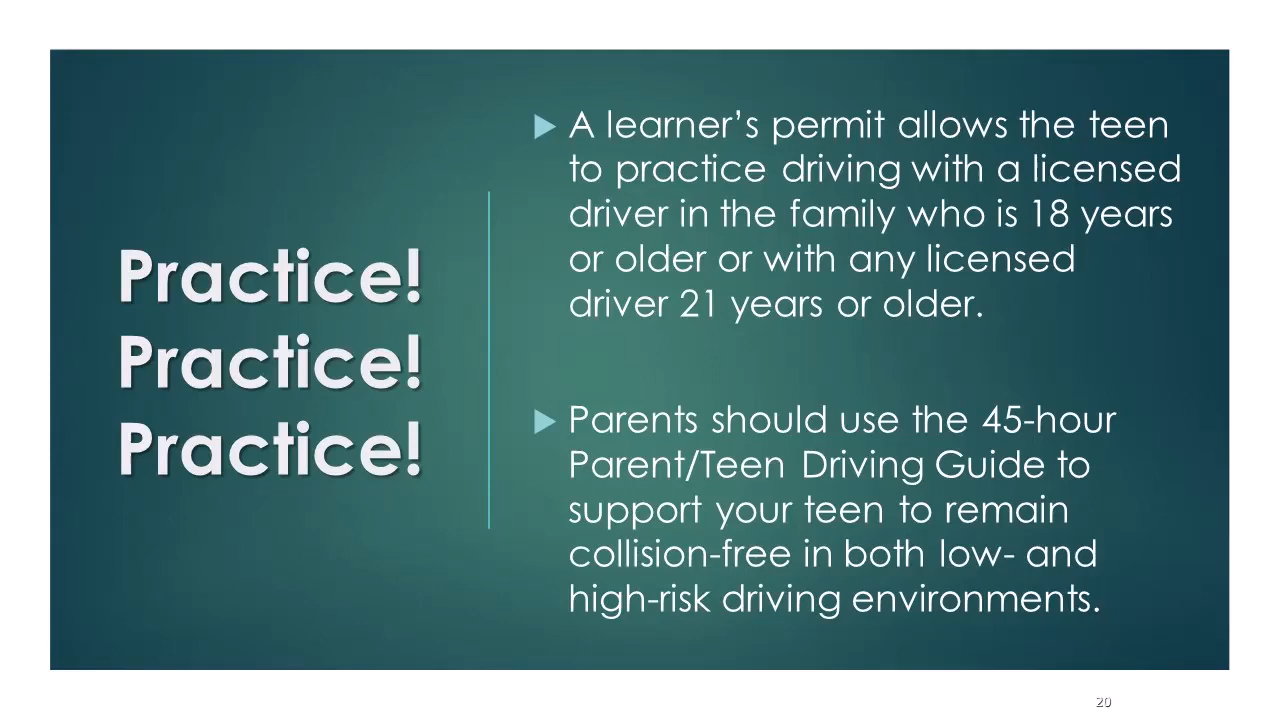 Practice!
Practice!
Practice!
A learner’s permit allows the teen
to practice driving with a licensed
driver in the family who is 18 years
or older or with any licensed
driver 21 years or older.
Parents should use the 45-hour
Parent/Teen Driving Guide to
support your teen to remain
collision-free in both low- and
high-risk driving environments.
20